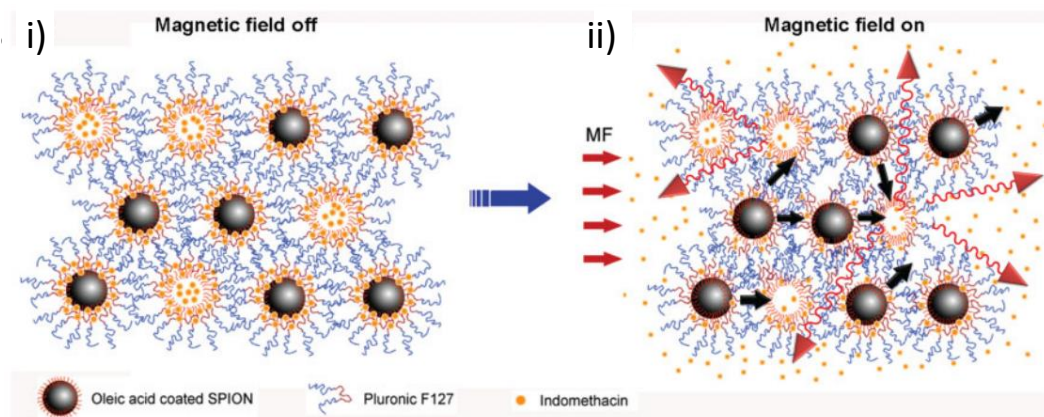 i)
Magnetic field off
ii)
Magnetic field on
MF
Oleic acid coated SPION
Pluronic F127
Indomethacin